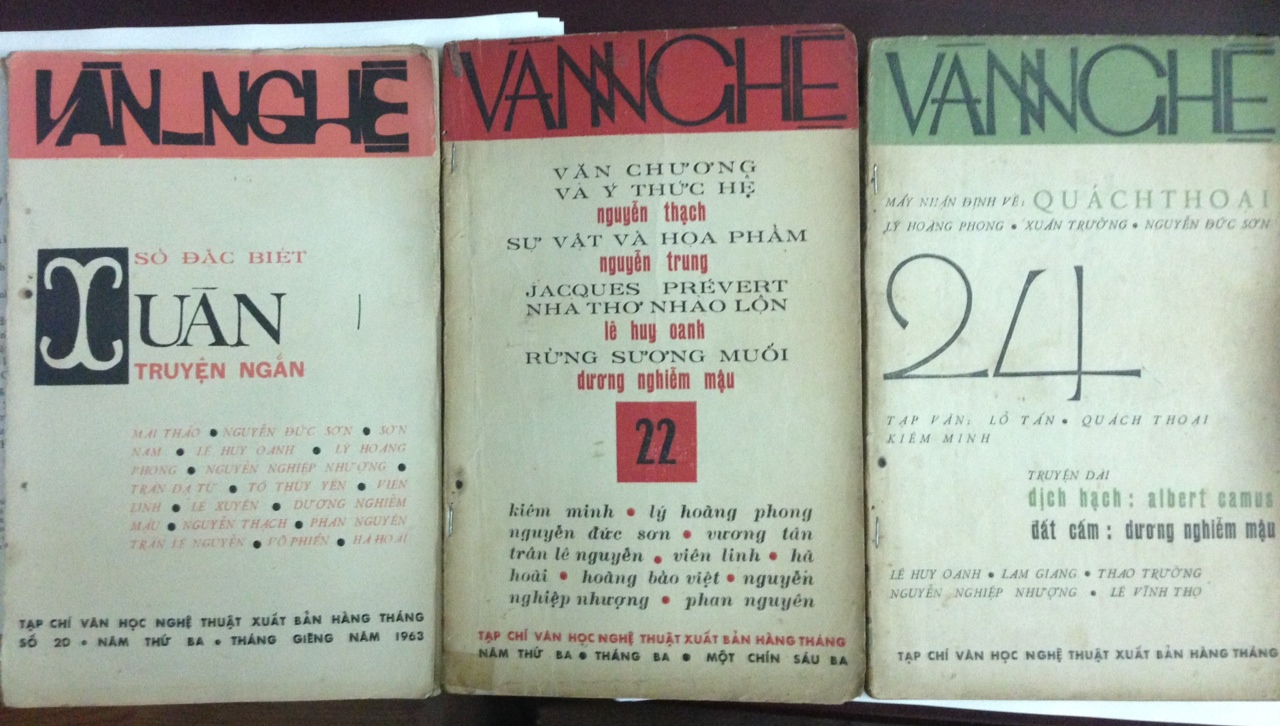 VĂN_NGHỆ
SỐ ĐẶC BIỆT
XUÂN
TRUYỆN NGẮN
MAI THẢO ● NGUYỄN ĐỨC SƠN ● SƠN
NAM ● LÊ HUY OANH ● LÝ HOÀNG
PHONG ● NGUYỄN NGHIỆP NHƯỢNG ●
TRẦN DẠ TỪ ● TÔ THÙY YÊN ● VIÊN
LINH ● LÊ XUYÊN ● DƯƠNG NGHIỄM
MẬU ● NGUYỄN THẠCH ● PHAN NGUYÊN
TRẦN LÊ NGUYỄN ● VÕ PHIẾN ● HÀ HOÀI
TẠP CHÍ VĂN HỌC NGHỆ THUẬT XUẤT BẢN HÀNG THÁNG
SỐ 20 • NĂM THỨ BA • THÁNG GIÊNG NĂM 1963
VĂN NGHỆ
VĂN CHƯƠNG
VÀ Ý THỨC HỆ
nguyễn thạch
SỰ VẬT VÀ HỌA PHẨM
nguyễn trung
JACQUES PRÉVERT
NHÀ THƠ NHÀO LỘN
lê huy oanh
RỪNG SƯƠNG MUỐI
dương nghiễm mậu
22
kiêm minh ● lý hoàng phong
nguyễn đức sơn ● vương tân
trần lê nguyễn ● viên linh ● hà
hoài ● hoàng bảo việt ● nguyễn
nghiệp nhượng ● phan nguyên
TẠP CHÍ VĂN HỌC NGHỆ THUẬT XUẤT BẢN HÀNG THÁNG
NĂM THỨ BA ● THÁNG BA ● MỘT CHÍN SÁU BA
VĂN NGHỆ
MẤY NHẬN ĐỊNH VỀ: QUÁCH THOẠI
LÝ HOÀNG PHONG ● XUÂN TRƯỜNG ● NGUYỄN ĐỨC SƠN
24
TẠP VĂN: LỖ TẤN ● QUÁCH THOẠI
KIÊM MINH
TRUYỆN DÀI
dịch hạch : albert camus
đất cấm : dương nghiễm mậu
LÊ HUY OANH ● LAM GIANG ● THẢO TRƯỜNG
NGUYỄN NGHIỆP NHƯỢNG ● LÊ VĨNH THỌ
TẠP CHÍ VĂN HỌC NGHỆ THUẬT XUẤT BẢN HÀNG THÁNG